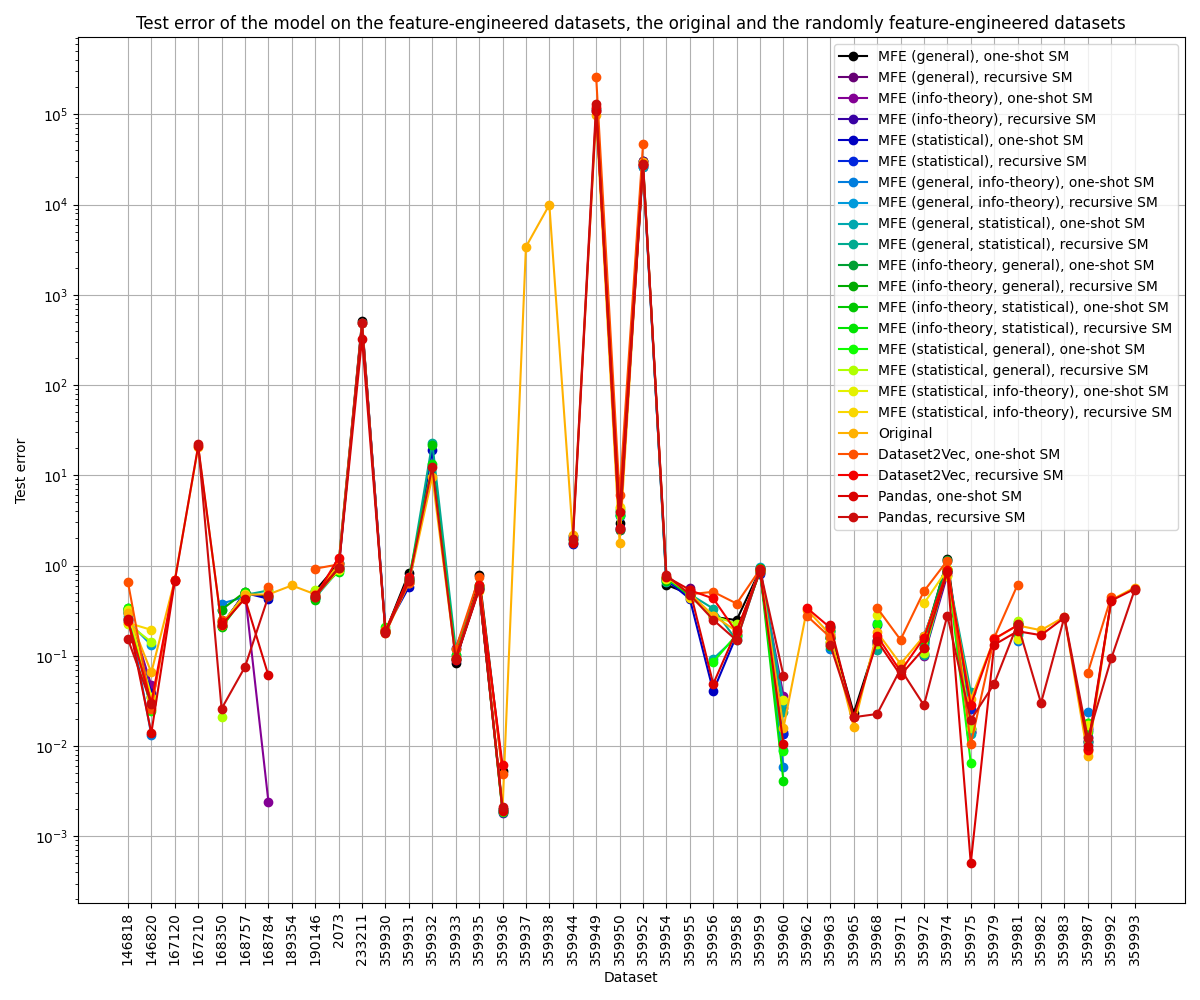 Test error of the model on the feature-engineered datasets, the original and the randomly feature-engineered datasets
MFE (general), one-shot SM
MFE (general), recursive SM
MFE (info-theory), one-shot SM
MFE (info-theory), recursive SM
MFE (statistical), one-shot SM
MFE (statistical), recursive SM
MFE (general, info-theory), one-shot SM
MFE (general, info-theory), recursive SM
MFE (general, statistical), one-shot SM
MFE (general, statistical), recursive SM
MFE (info-theory, general), one-shot SM
MFE (info-theory, general), recursive SM
MFE (info-theory, statistical), one-shot SM
MFE (info-theory, statistical), recursive SM
MFE (statistical, general), one-shot SM
MFE (statistical, general), recursive SM
MFE (statistical, info-theory), one-shot SM
MFE (statistical, info-theory), recursive SM
Original
Dataset2Vec, one-shot SM
Dataset2Vec, recursive SM
Pandas, one-shot SM
Pandas, recursive SM
Test error
10^5
10^4
10^3
10^2
10^1
10^0
10^−1
10^−2
10^−3
146818
146820
167120
167210
168350
168757
168784
189354
190146
2073
233211
359930
359931
359932
359933
359935
359936
359937
359938
359944
359949
359950
359952
359954
359955
359956
359958
359959
359960
359962
359963
359965
359968
359971
359972
359974
359975
359979
359981
359982
359983
359987
359992
359993
Dataset